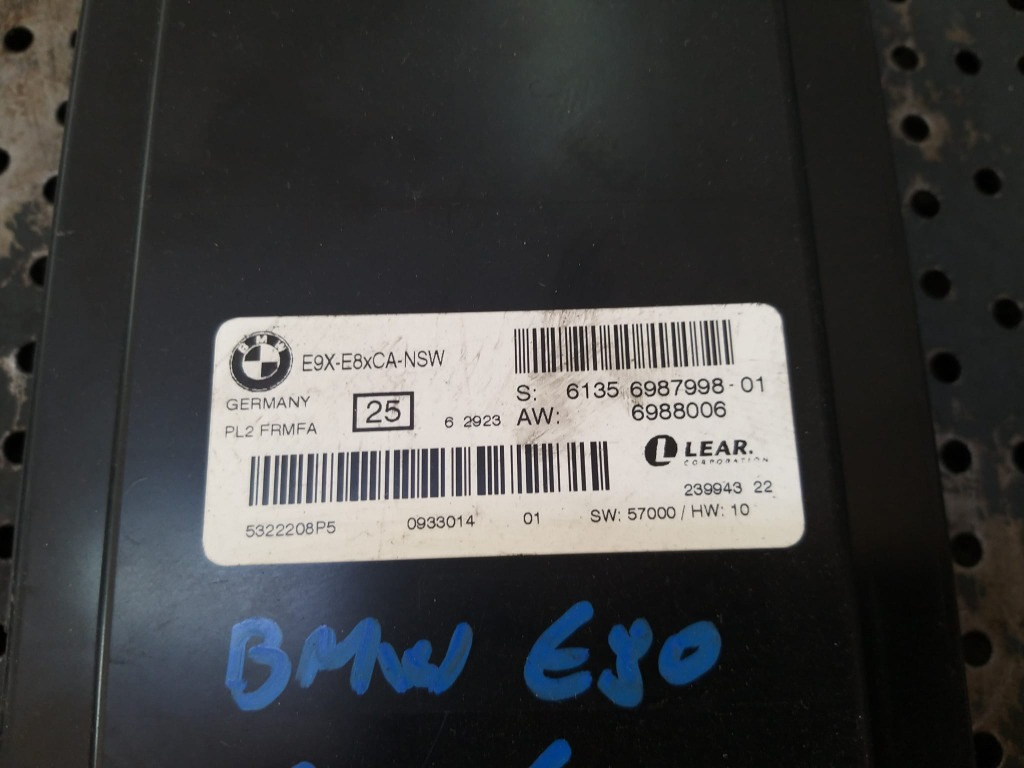 BMW
E9X-E8xCA-NSW
GERMANY
PL2 FRMFA
25
6 2923
S: 6135 6987998-01
AW: 6988006
L LEAR.
CORPORATION
239943 22
5322208P5 0933014 01 SW: 57000 / HW: 10
BMW E90